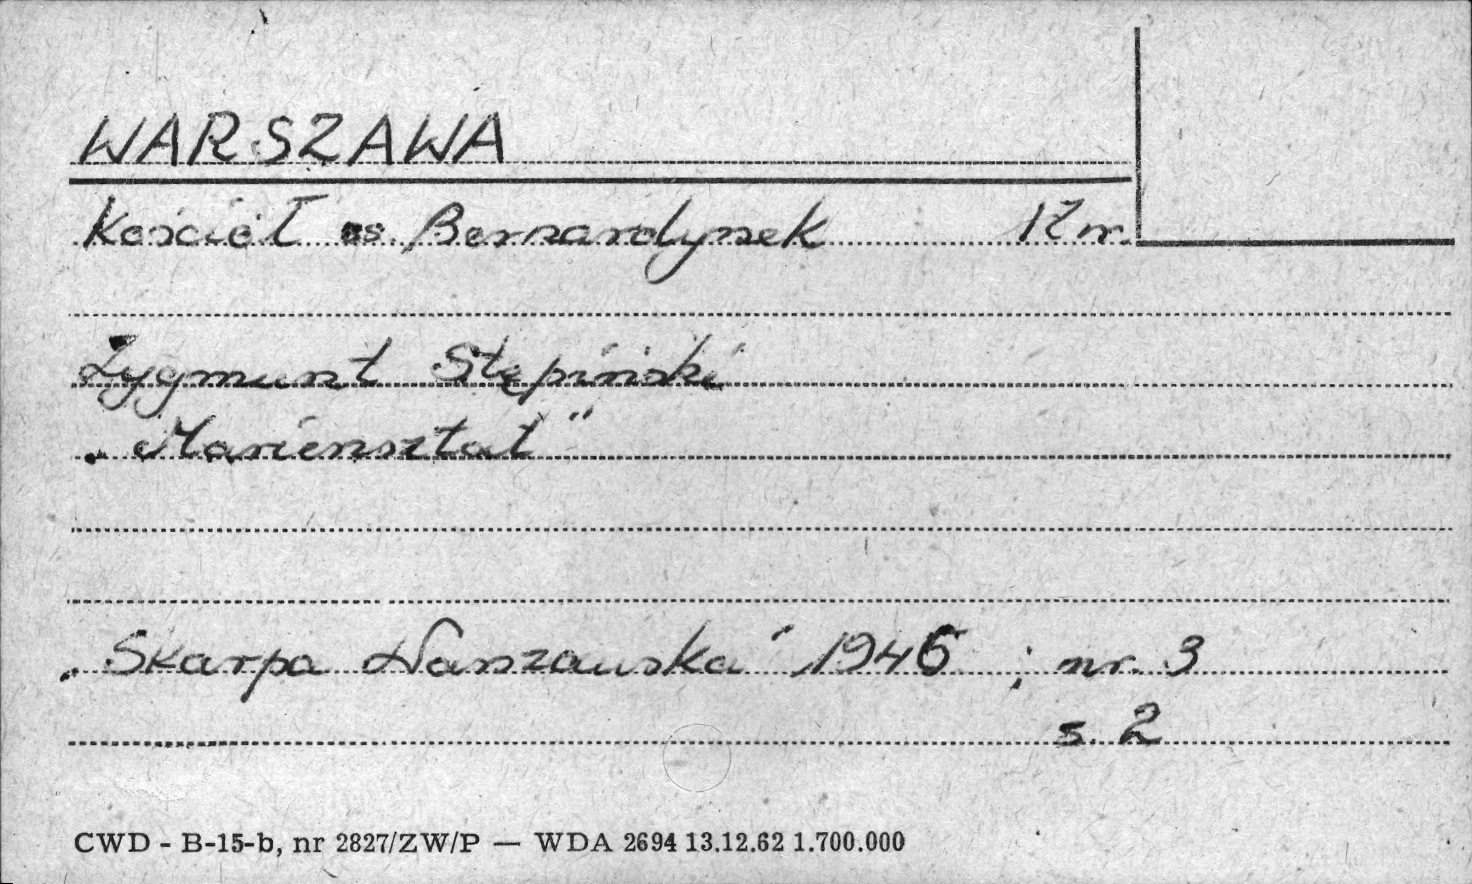 WARSZAWA
Kościół ss. Bernardynek
Zygmunt Stępiński
„Mariensztat"
„Skarpa Warszawska" 1946 ; nr. 3
s. 2
CWD - B-15-b, nr 2827/ZW/P — WDA 2694 13.12.62 1.700.000